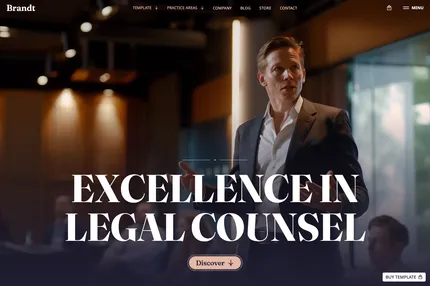 Brandt
TEMPLATE
PRACTICE AREAS
COMPANY
BLOG
STORE
CONTACT
MENU
EXCELLENCE IN
LEGAL COUNSEL
Discover
BUY TEMPLATE